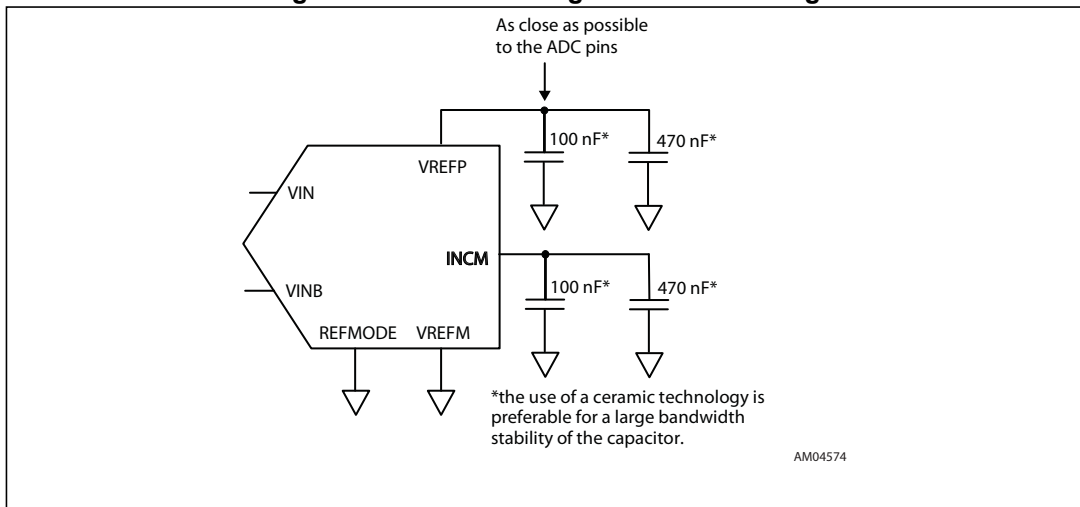 As close as possible
to the ADC pins
100 nF*
470 nF*
VREFP
VIN
INCM
100 nF*
470 nF*
VINB
REFMODE VREFM
*the use of a ceramic technology is
preferable for a large bandwidth
stability of the capacitor.
AM04574